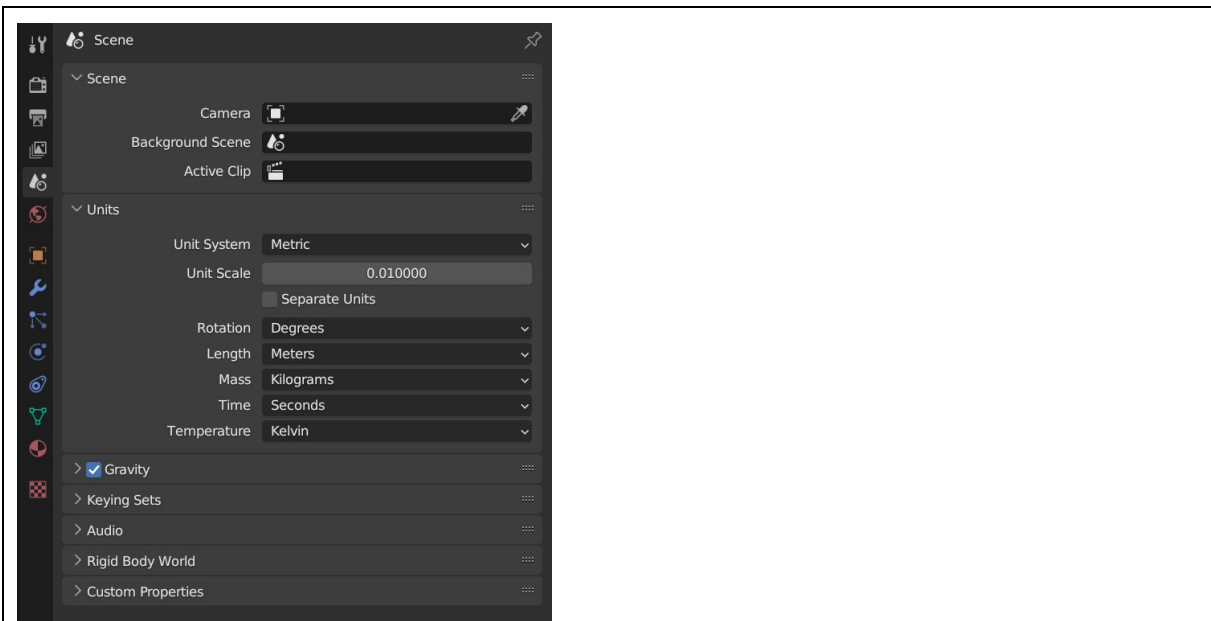 Scene
Scene
Camera
Background Scene
Active Clip
Units
Unit System Metric
Unit Scale 0.010000
Separate Units
Rotation Degrees
Length Meters
Mass Kilograms
Time Seconds
Temperature Kelvin
Gravity
Keying Sets
Audio
Rigid Body World
Custom Properties